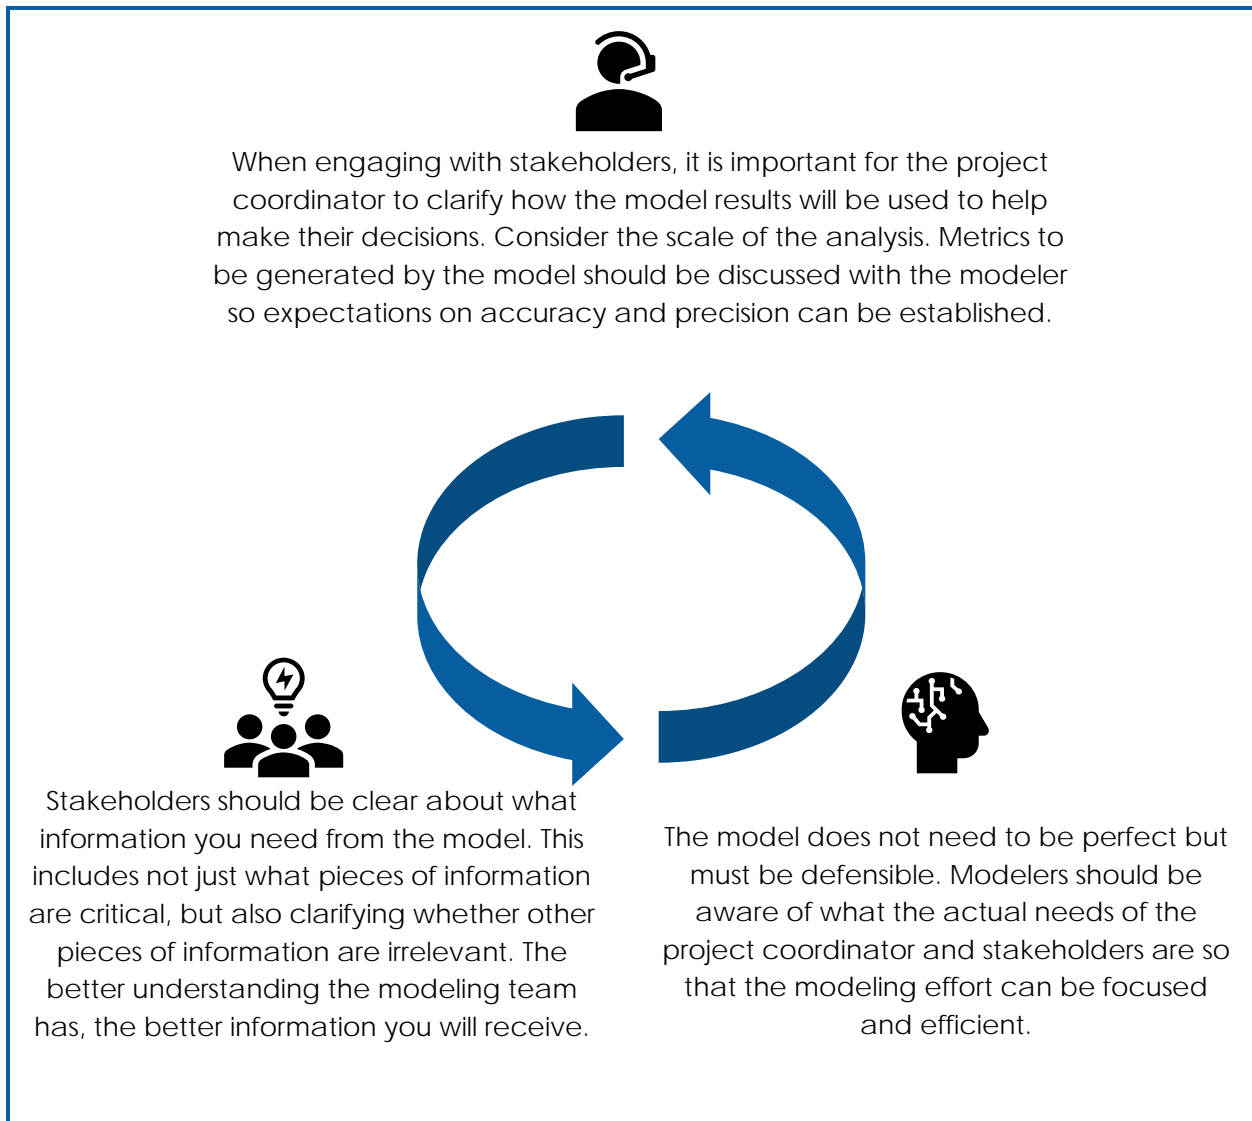 When engaging with stakeholders, it is important for the project
coordinator to clarify how the model results will be used to help
make their decisions. Consider the scale of the analysis. Metrics to
be generated by the model should be discussed with the modeler
so expectations on accuracy and precision can be established.
Stakeholders should be clear about what
information you need from the model. This
includes not just what pieces of information
are critical, but also clarifying whether other
pieces of information are irrelevant. The
better understanding the modeling team
has, the better information you will receive.
The model does not need to be perfect but
must be defensible. Modelers should be
aware of what the actual needs of the
project coordinator and stakeholders are so
that the modeling effort can be focused
and efficient.